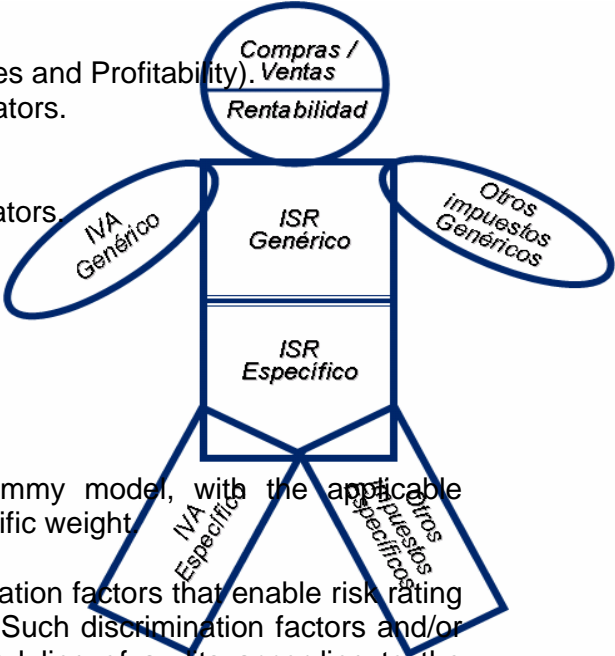 Compras /
es and Profitability). Ventas
ators. Rentabilidad
ators.
IVA
Genérico
ISR
Genérico
Otros
impuestos
Genéricos
ISR
Específico
mmy model, with the applicable
ific weight.
IVA
Específico
Otros
impuestos
Específicos
ation factors that enable risk rating
Such discrimination factors and/or